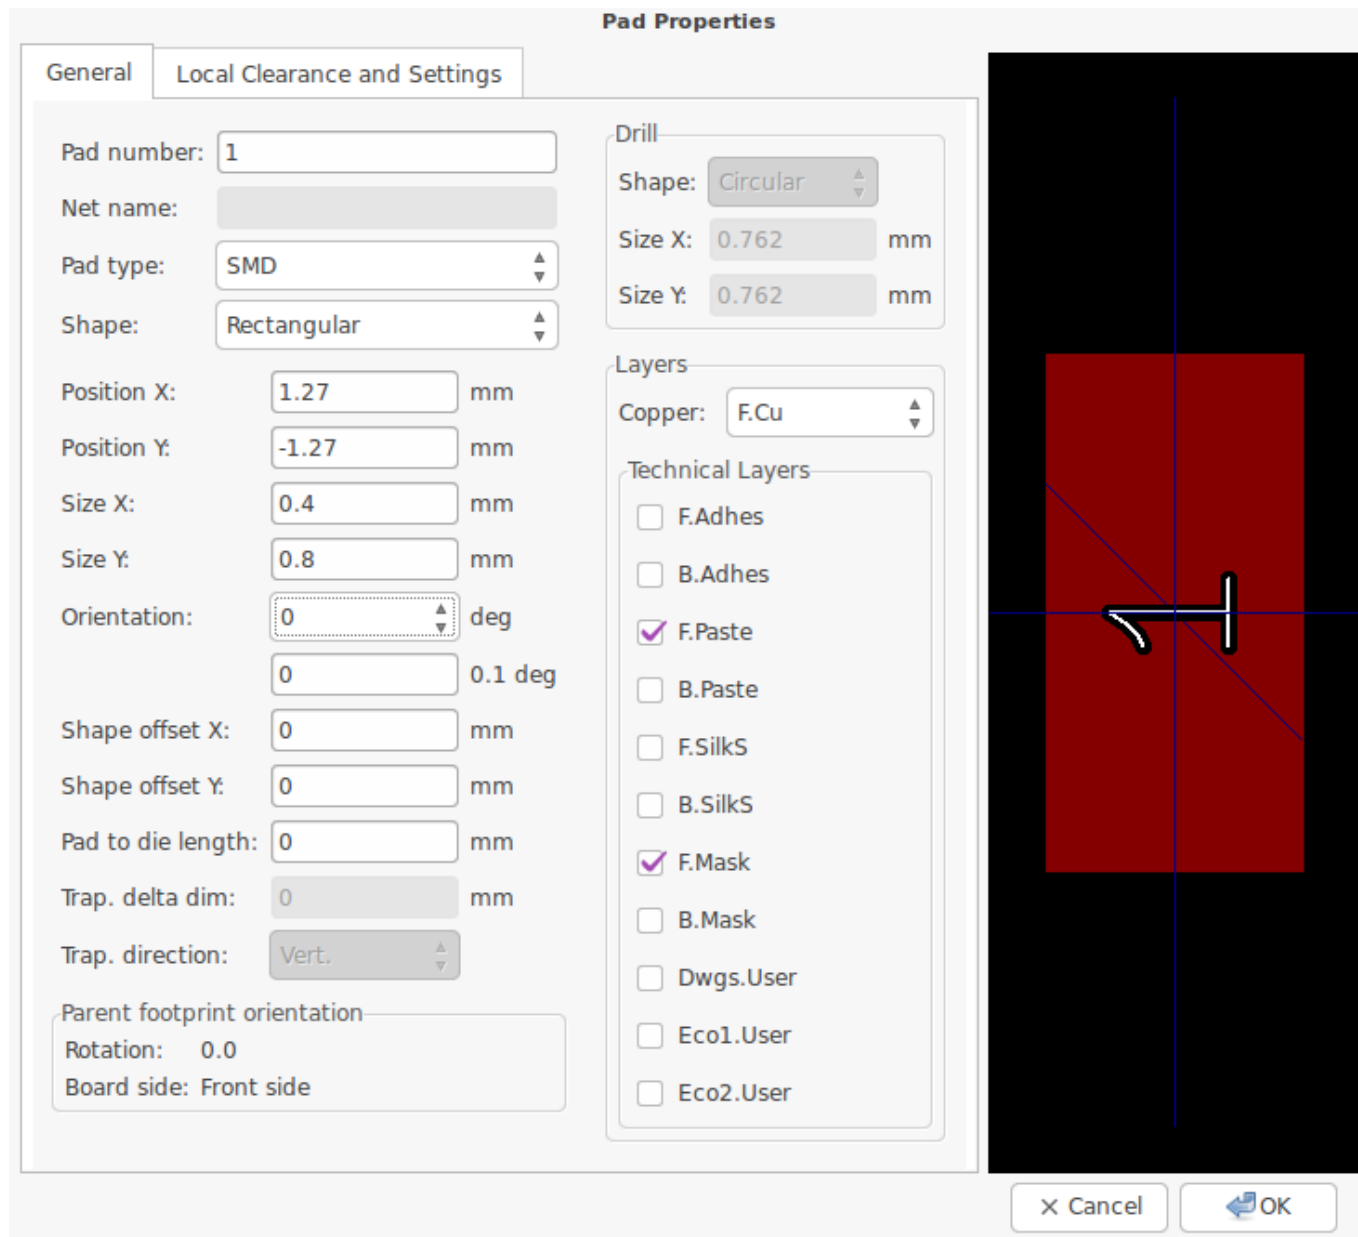 Pad Properties
General
Local Clearance and Settings
Pad number: 1
Net name:
Pad type: SMD
Shape: Rectangular
Position X: 1.27 mm
Position Y: -1.27 mm
Size X: 0.4 mm
Size Y: 0.8 mm
Orientation: 0 deg
0 0.1 deg
Shape offset X: 0 mm
Shape offset Y: 0 mm
Pad to die length: 0 mm
Trap. delta dim: 0 mm
Trap. direction: Vert.
Parent footprint orientation
Rotation: 0.0
Board side: Front side
Drill
Shape: Circular
Size X: 0.762 mm
Size Y: 0.762 mm
Layers
Copper: F.Cu
Technical Layers
F.Adhes
B.Adhes
F.Paste
B.Paste
F.SilkS
B.SilkS
F.Mask
B.Mask
Dwgs.User
Eco1.User
Eco2.User
1
Cancel
OK